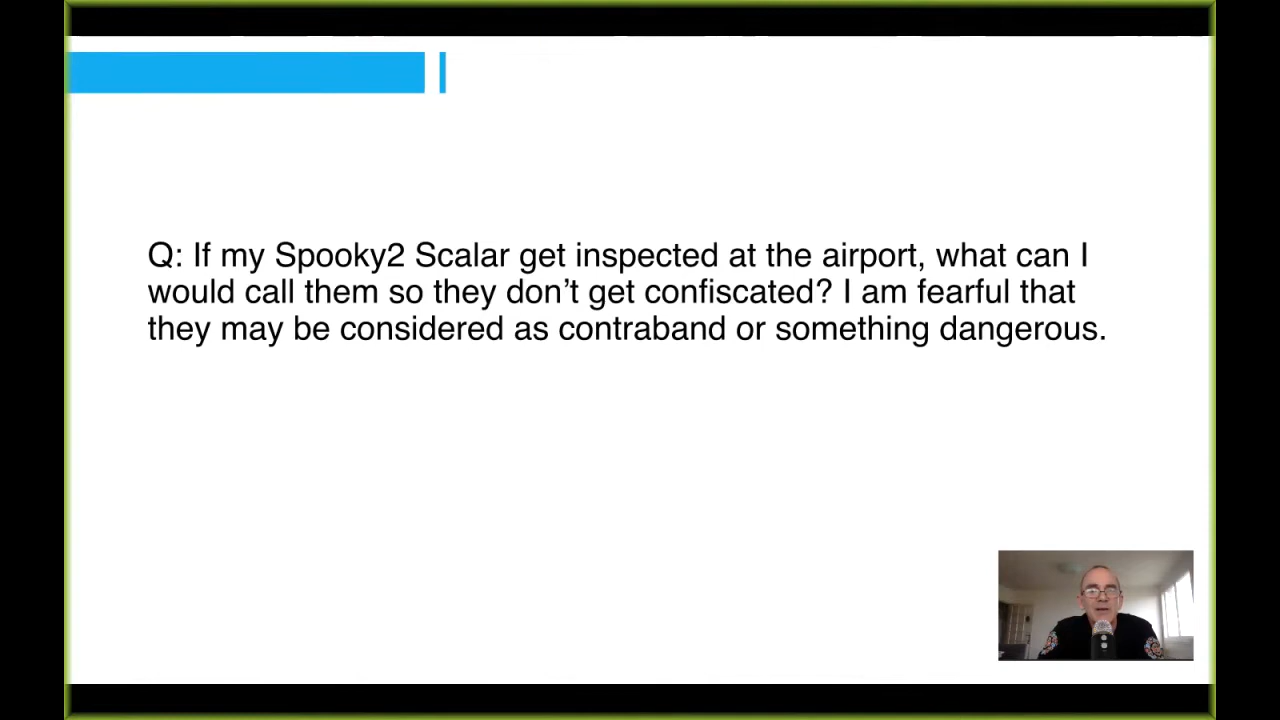 Q: If my Spooky2 Scalar get inspected at the airport, what can I
would call them so they don’t get confiscated? I am fearful that
they may be considered as contraband or something dangerous.